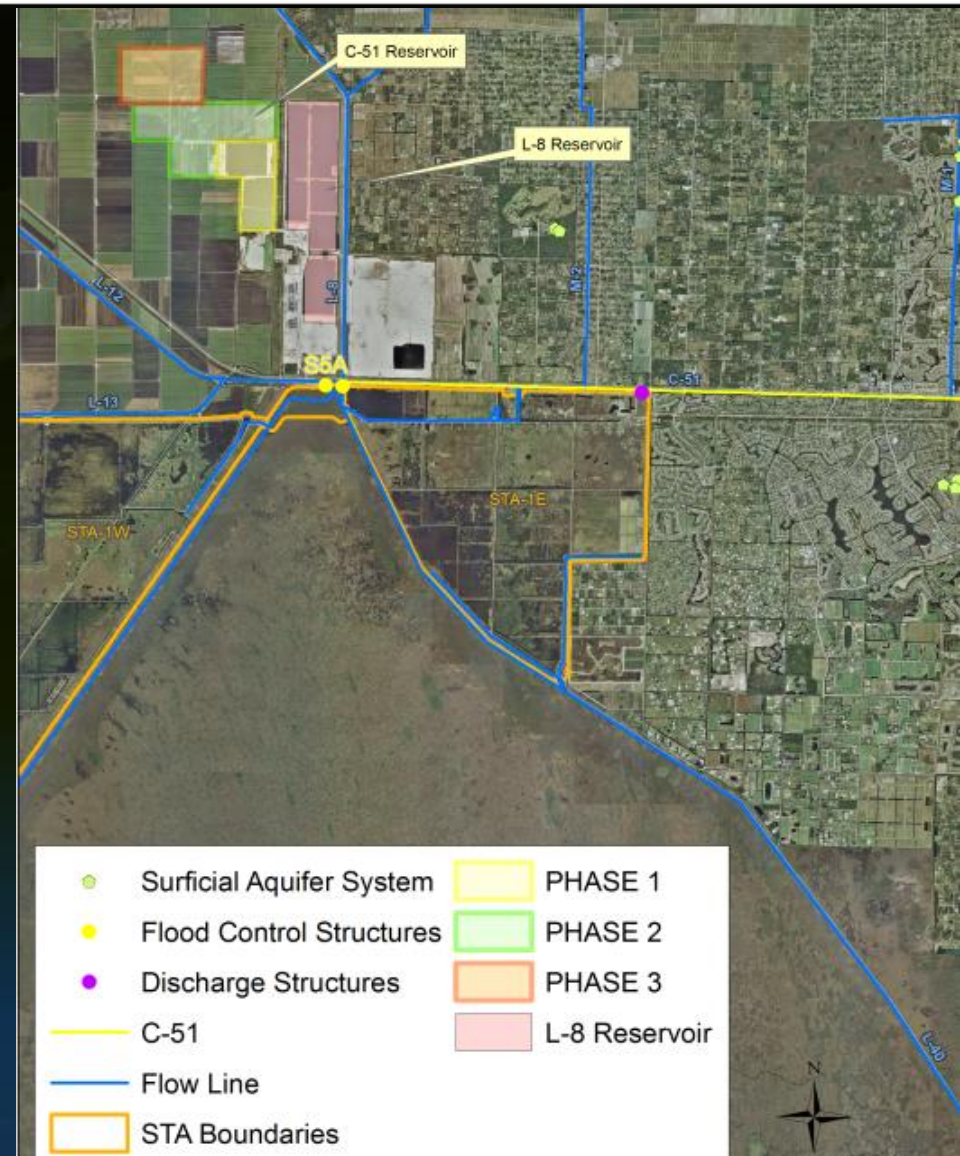 C-51 Reservoir
L-8 Reservoir
M-1
L-12
L-8
M-2
S5A
C-51
L-13
STA-1E
STA-1W
L-40
Surficial Aquifer System
Flood Control Structures
Discharge Structures
C-51
Flow Line
STA Boundaries
PHASE 1
PHASE 2
PHASE 3
L-8 Reservoir
N